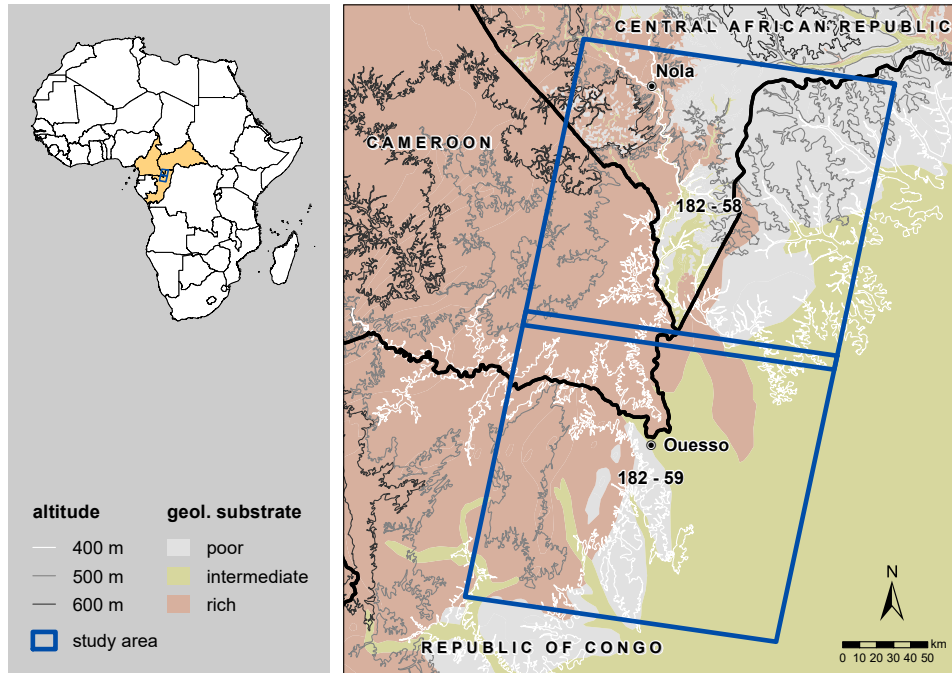 CENTRAL AFRICAN REPUBLIC
Nola
CAMEROON
182 - 58
Ouesso
182 - 59
altitude
geol. substrate
400 m
poor
500 m
intermediate
600 m
rich
study area
N
REPUBLIC OF CONGO
km
0 10 20 30 40 50